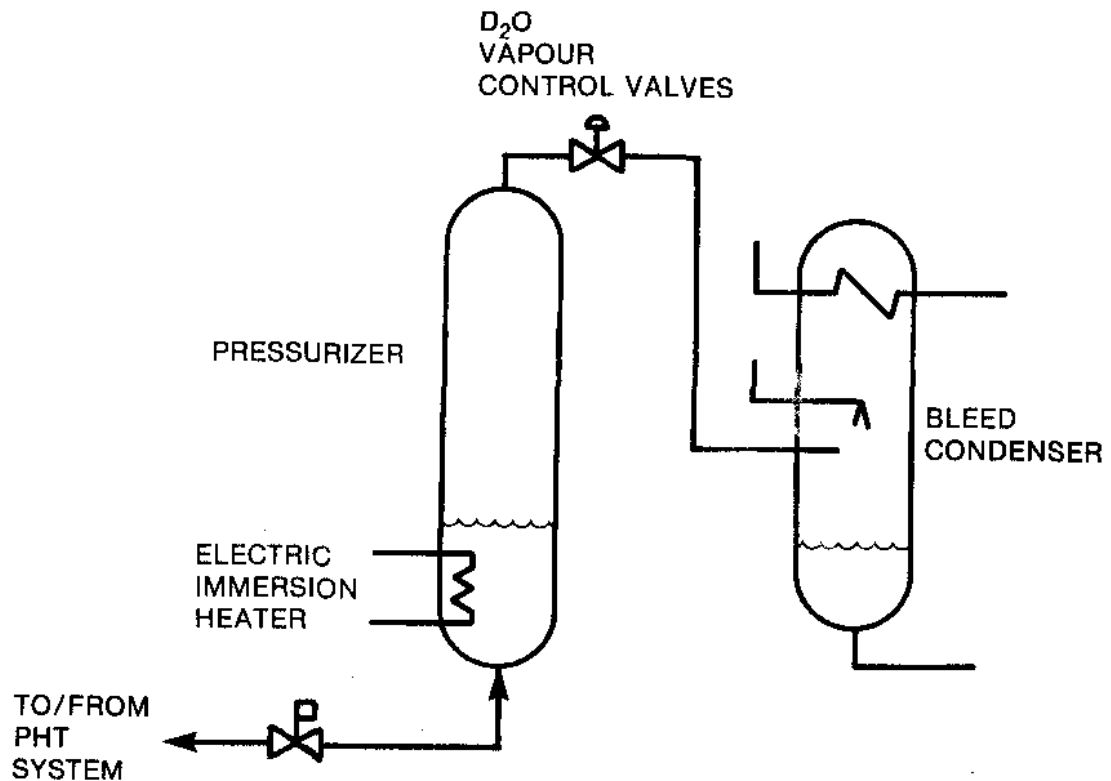 D₂O
VAPOUR
CONTROL VALVES
PRESSURIZER
BLEED
CONDENSER
ELECTRIC
IMMERSION
HEATER
TO/FROM
PHT
SYSTEM